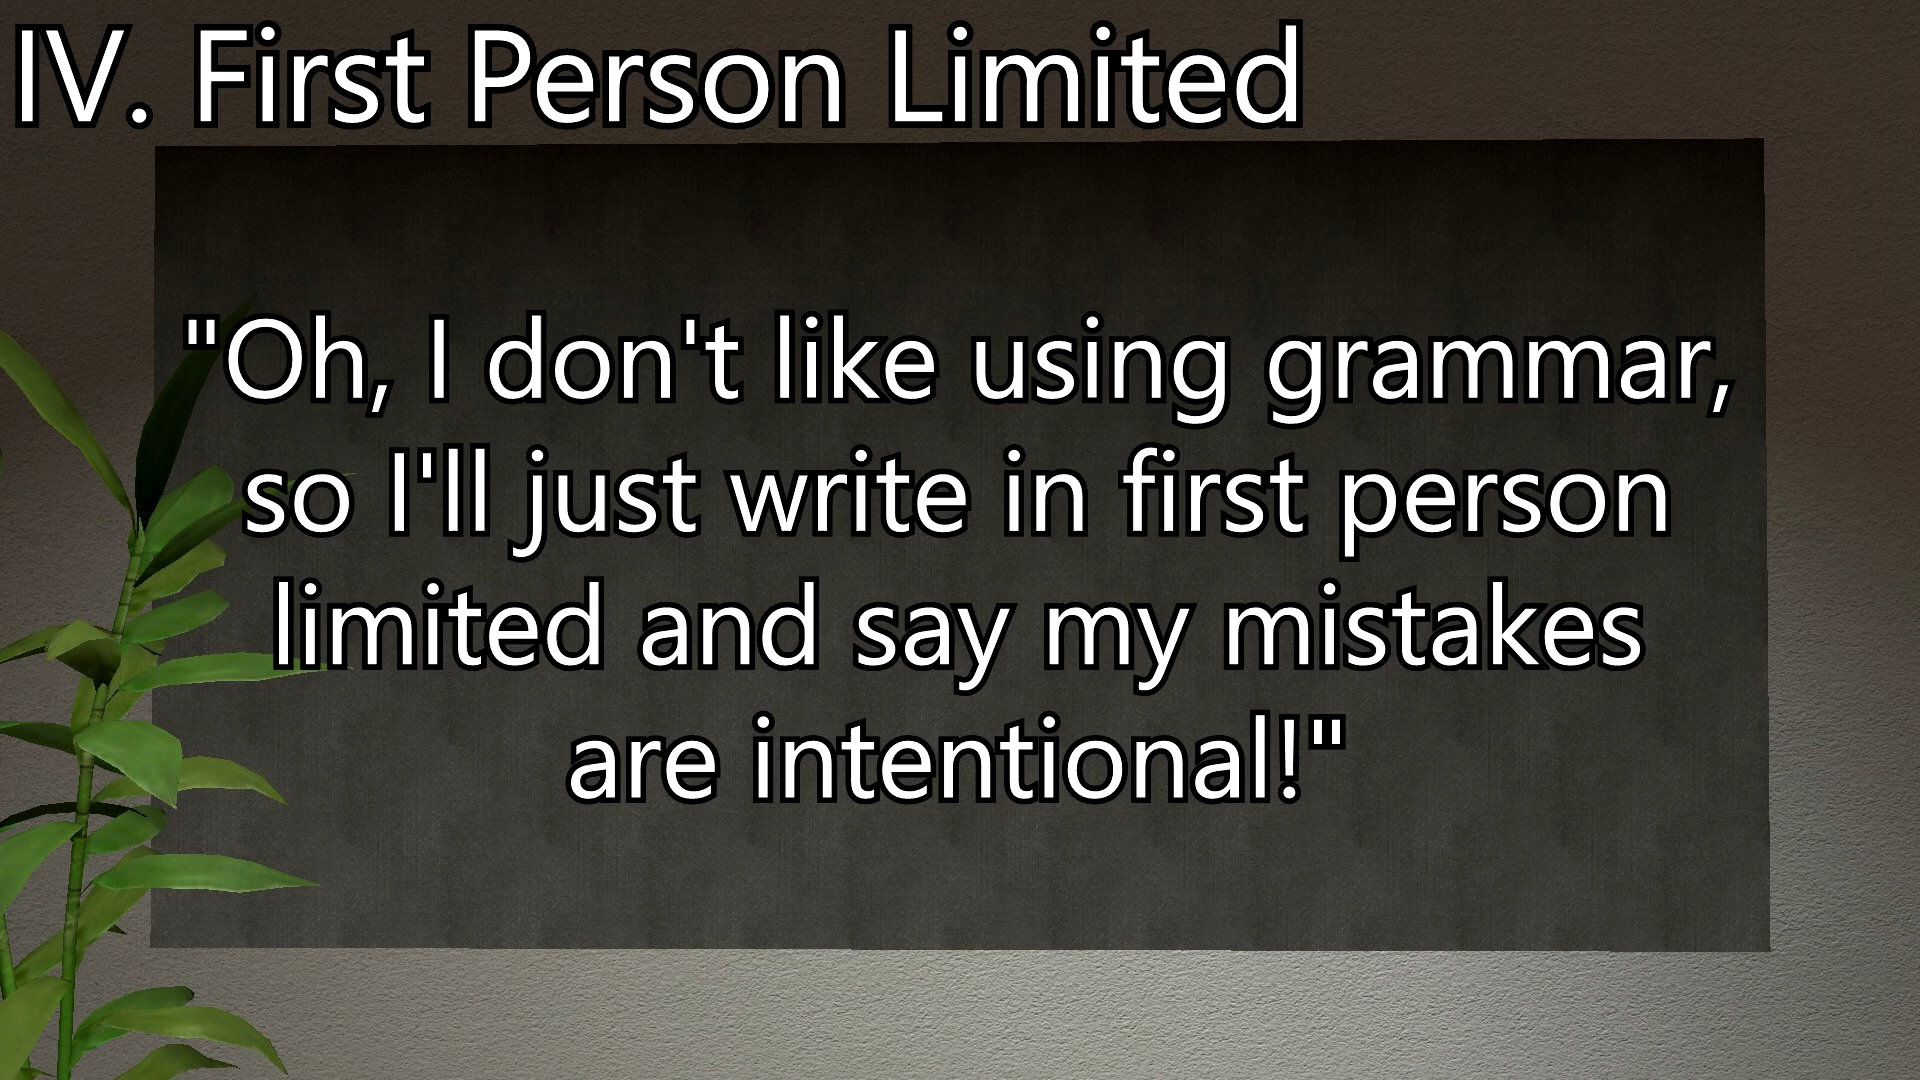 IV. First Person Limited
"Oh, I don't like using grammar,
so I'll just write in first person
limited and say my mistakes
are intentional!"